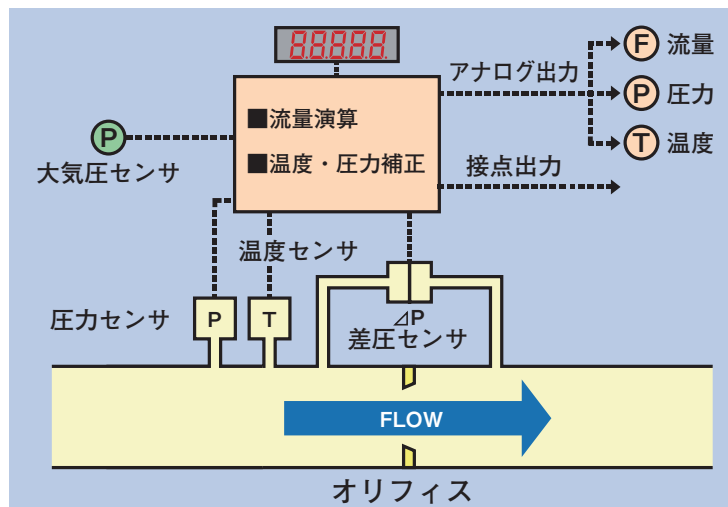 88888
アナログ出力
F 流量
P 圧力
T 温度
■流量演算
■温度・圧力補正
P
大気圧センサ
接点出力
温度センサ
圧力センサ
P
T
⊿P
差圧センサ
FLOW
オリフィス